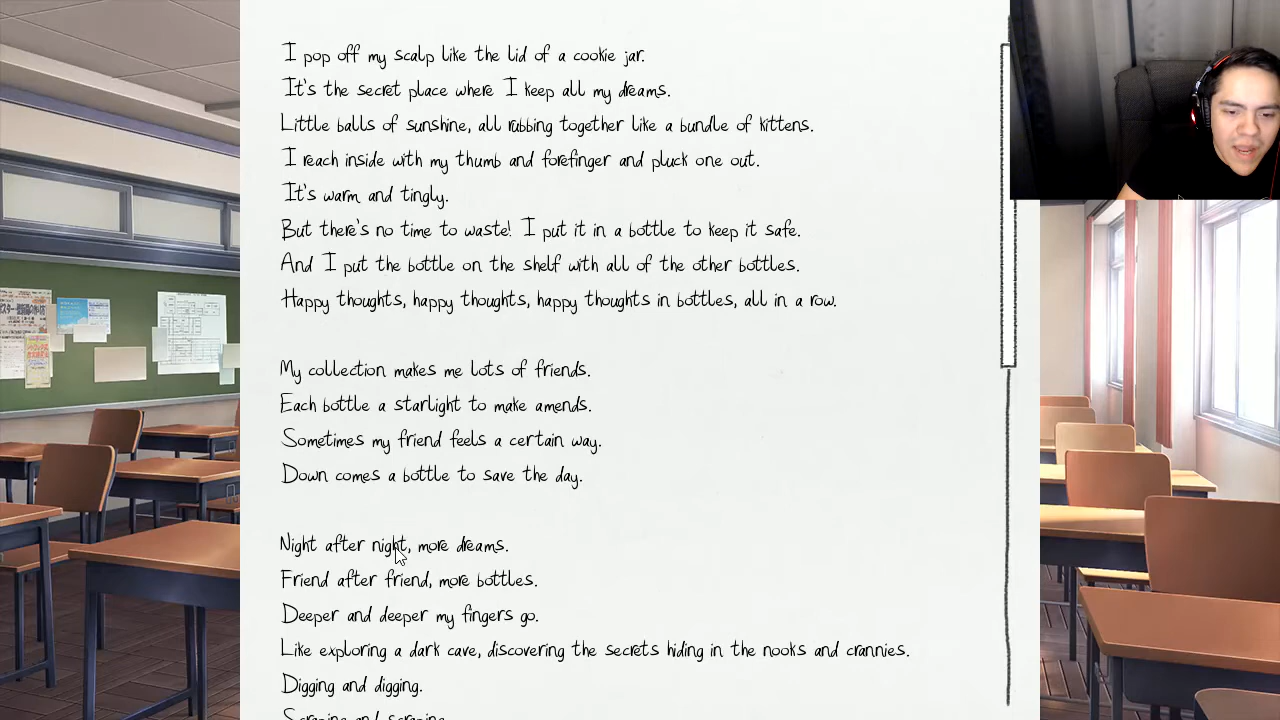 I pop off my scalp like the lid of a cookie jar.
It's the secret place where I keep all my dreams.
Little balls of sunshine, all rubbing together like a bundle of kittens.
I reach inside with my thumb and forefinger and pluck one out.
It's warm and tingly.
But there's no time to waste! I put it in a bottle to keep it safe.
And I put the bottle on the shelf with all of the other bottles.
Happy thoughts, happy thoughts, happy thoughts in bottles, all in a row.
My collection makes me lots of friends.
Each bottle a starlight to make amends.
Sometimes my friend feels a certain way.
Down comes a bottle to save the day.
Night after night, more dreams.
Friend after friend, more bottles.
Deeper and deeper my fingers go.
Like exploring a dark cave, discovering the secrets hiding in the nooks and crannies.
Digging and digging.
Scraping and scraping.